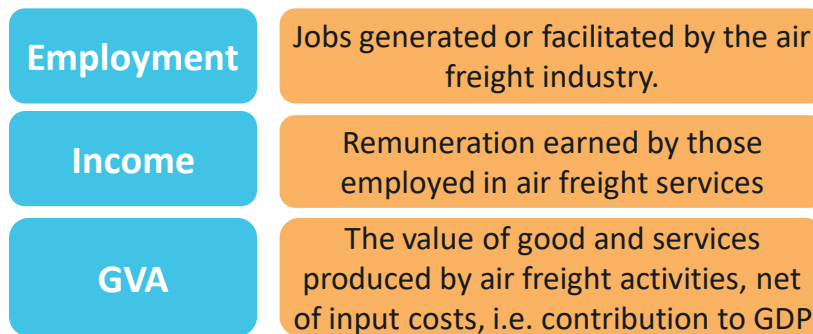 Employment
Jobs generated or facilitated by the air
freight industry.
Income
Remuneration earned by those
employed in air freight services
GVA
The value of good and services
produced by air freight activities, net
of input costs, i.e. contribution to GDP